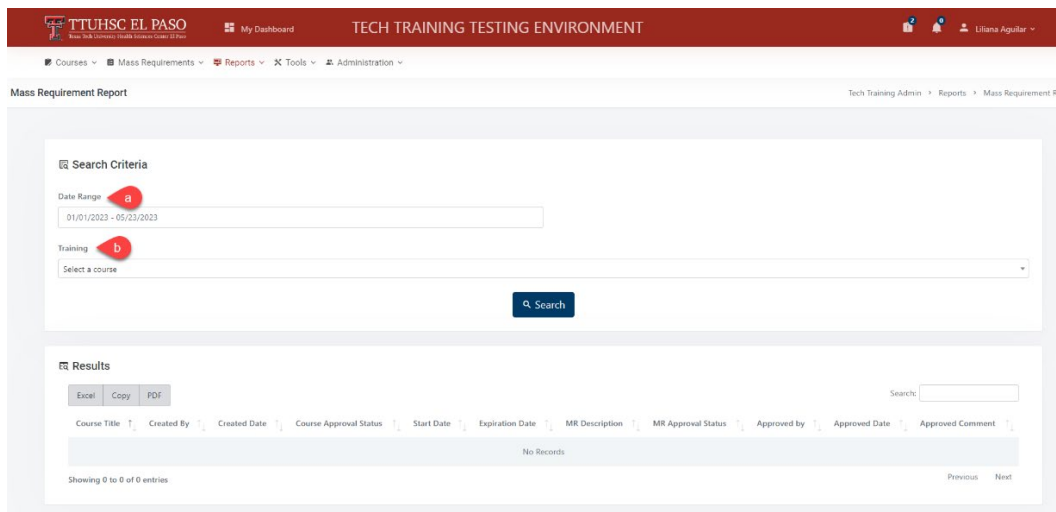 TTUHSC EL PASO
Texas Tech University Health Sciences Center El Paso
My Dashboard
TECH TRAINING TESTING ENVIRONMENT
2
0
Liliana Aguilar
Courses
Mass Requirements
Reports
Tools
Administration
Mass Requirement Report
Tech Training Admin
Reports
Mass Requirement R
Search Criteria
Date Range
a
01/01/2023 - 05/23/2023
Training
b
Select a course
Search
Results
Excel Copy PDF
Search:
Course Title Created By Created Date Course Approval Status Start Date Expiration Date MR Description MR Approval Status Approved by Approved Date Approved Comment
No Records
Showing 0 to 0 of 0 entries
Previous Next